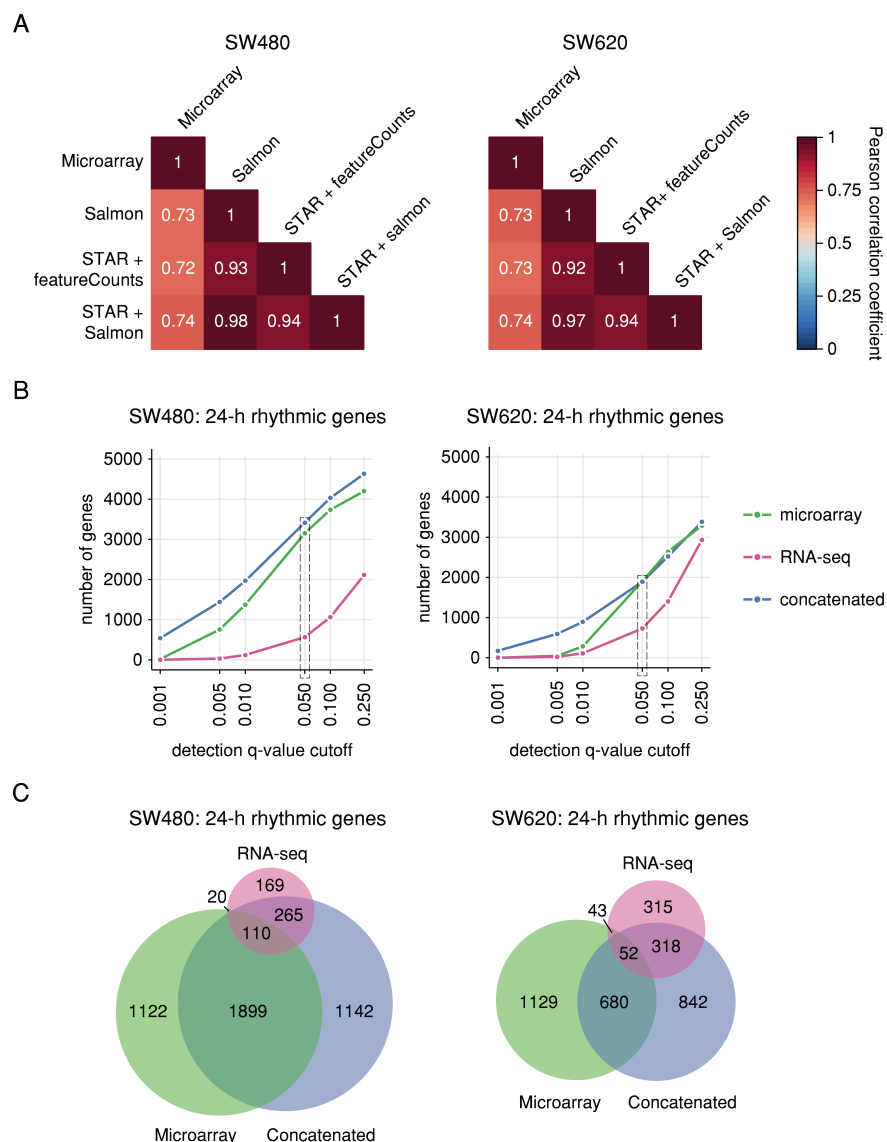 A
SW480
SW620
Microarray
Salmon
STAR + featureCounts
STAR + salmon
Microarray
Salmon
STAR+ featureCounts
STAR + Salmon
Microarray
1
1
Salmon
0.73
1
0.73
1
STAR +
featureCounts
0.72
0.93
1
0.73
0.92
1
STAR +
Salmon
0.74
0.98
0.94
1
0.74
0.97
0.94
1
1
0.75
0.5
0.25
0
Pearson correlation coefficient
B
SW480: 24-h rhythmic genes
number of genes
5000
4000
3000
2000
1000
0
0.001
0.005
0.010
0.050
0.100
0.250
detection q-value cutoff
SW620: 24-h rhythmic genes
number of genes
5000
4000
3000
2000
1000
0
0.001
0.005
0.010
0.050
0.100
0.250
detection q-value cutoff
microarray
RNA-seq
concatenated
C
SW480: 24-h rhythmic genes
RNA-seq
169
20
265
110
1122
1899
1142
Microarray
Concatenated
SW620: 24-h rhythmic genes
RNA-seq
315
43
52
318
1129
680
842
Microarray
Concatenated